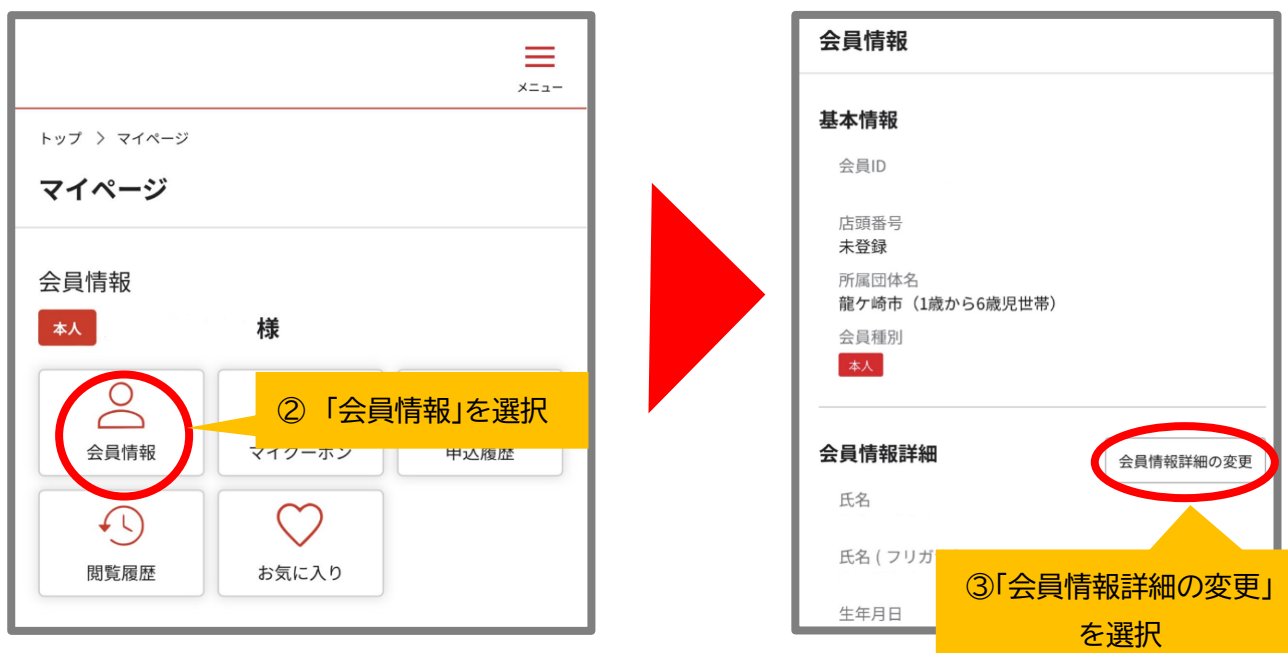 メニュー
トップ > マイページ
マイページ
会員情報
本人 様
② 「会員情報」を選択
会員情報
マイクーポン
申込履歴
閲覧履歴
お気に入り
会員情報
基本情報
会員ID
店頭番号
未登録
所属団体名
龍ケ崎市（1歳から6歳児世帯）
会員種別
本人
会員情報詳細
会員情報詳細の変更
氏名
氏名 ( フリガ
生年月日
③「会員情報詳細の変更」
を選択